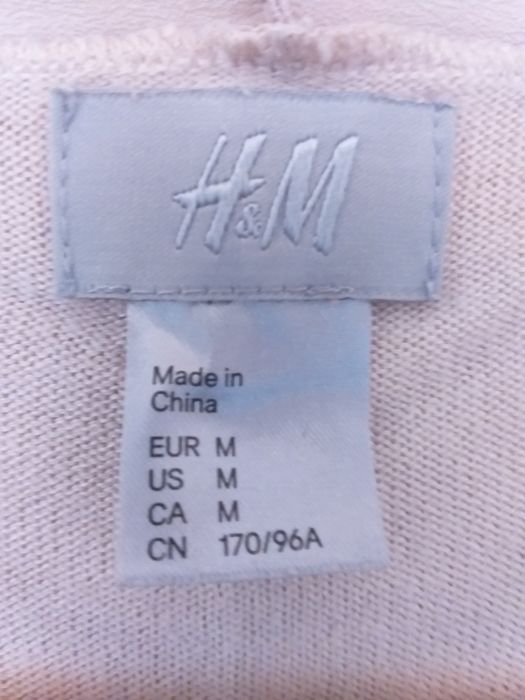 H&M
Made in
China
EUR M
US M
CA M
CN 170/96A